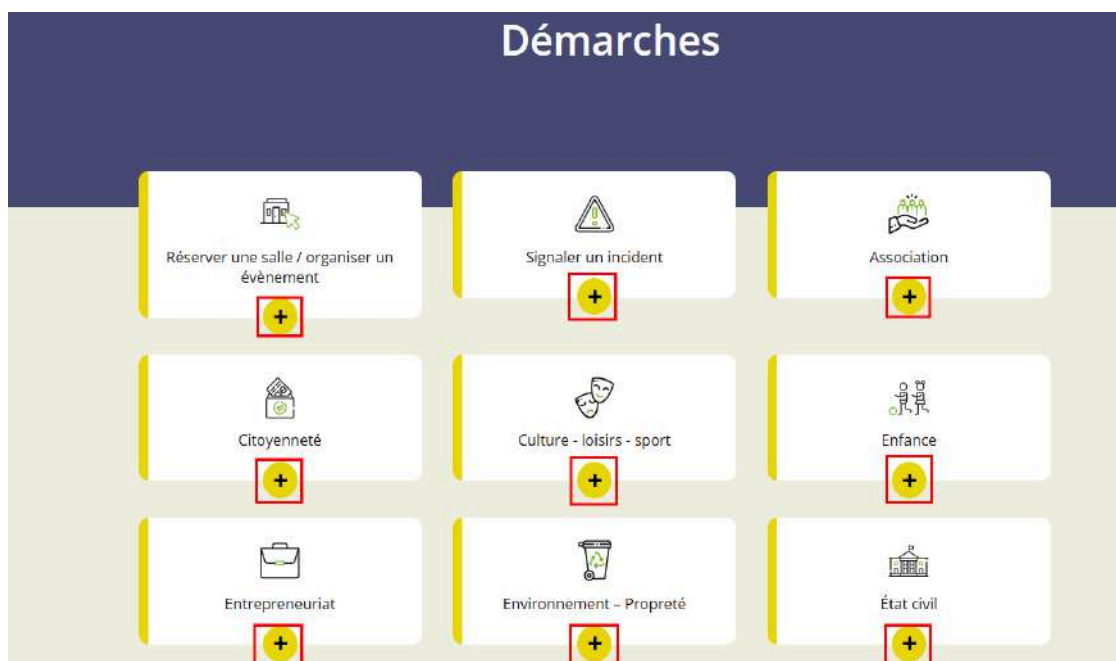 Démarches
Réserver une salle / organiser un
évènement
+
Signaler un incident
+
Association
+
Citoyenneté
+
Culture - loisirs - sport
+
Enfance
+
Entrepreneuriat
+
Environnement – Propreté
+
État civil
+